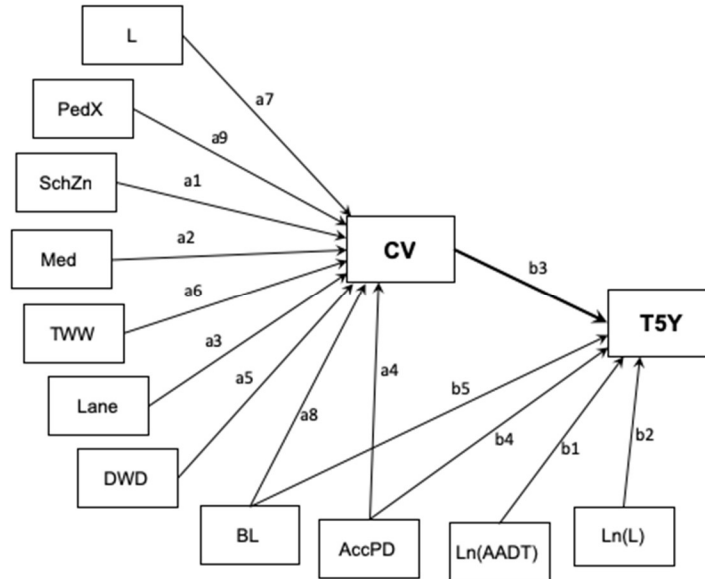 L
a7
PedX
a9
SchZn
a1
CV
Med
a2
b3
a6
TWW
T5Y
a3
a5
a4
Lane
b5
a8
b4
b1
b2
DWD
BL
AccPD
Ln(AADT)
Ln(L)